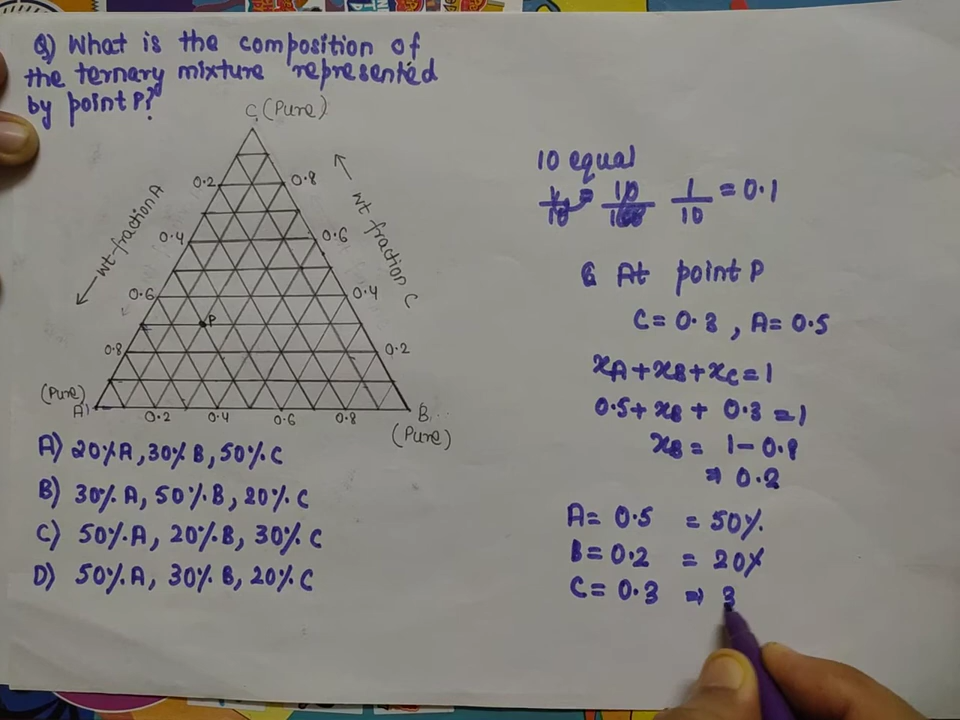 Q) What is the composition of
the ternary mixture represented
by point P?
C (Pure)
0.2
0.8
wt fraction A
wt fraction C
0.4
0.6
0.6
0.4
P
0.8
0.2
(Pure)
A
0.2
0.4
0.6
0.8
B
(Pure)
A) 20% A, 30% B, 50% C
B) 30% A, 50% B, 20% C
C) 50% A, 20% B, 30% C
D) 50% A, 30% B, 20% C
10 equal
1/10 = 10 1/10 = 0.1
At point P
C = 0.3, A = 0.5
xA + xB + xC = 1
0.5 + xB + 0.3 = 1
xB = 1 - 0.8
⇒ 0.2
A = 0.5 = 50%
B = 0.2 = 20%
C = 0.3 ⇒ 3